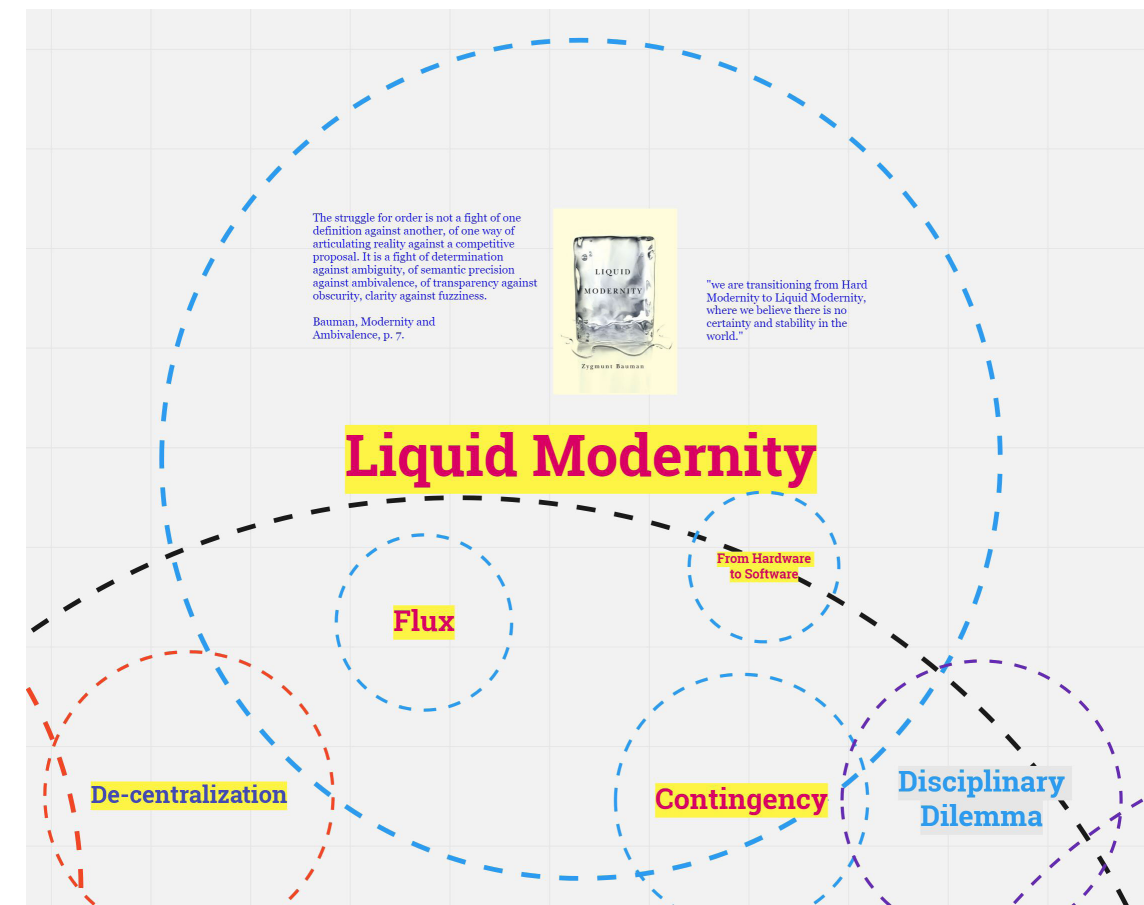 The struggle for order is not a fight of one
definition against another, of one way of
articulating reality against a competitive
proposal. It is a fight of determination
against ambiguity, of semantic precision
against ambivalence, of transparency against
obscurity, clarity against fuzziness.
Bauman, Modernity and
Ambivalence, p. 7.
LIQUID
MODERNITY
Zygmunt Bauman
"we are transitioning from Hard
Modernity to Liquid Modernity,
where we believe there is no
certainty and stability in the
world."
Liquid Modernity
From Hardware
to Software
Flux
De-centralization
Contingency
Disciplinary
Dilemma